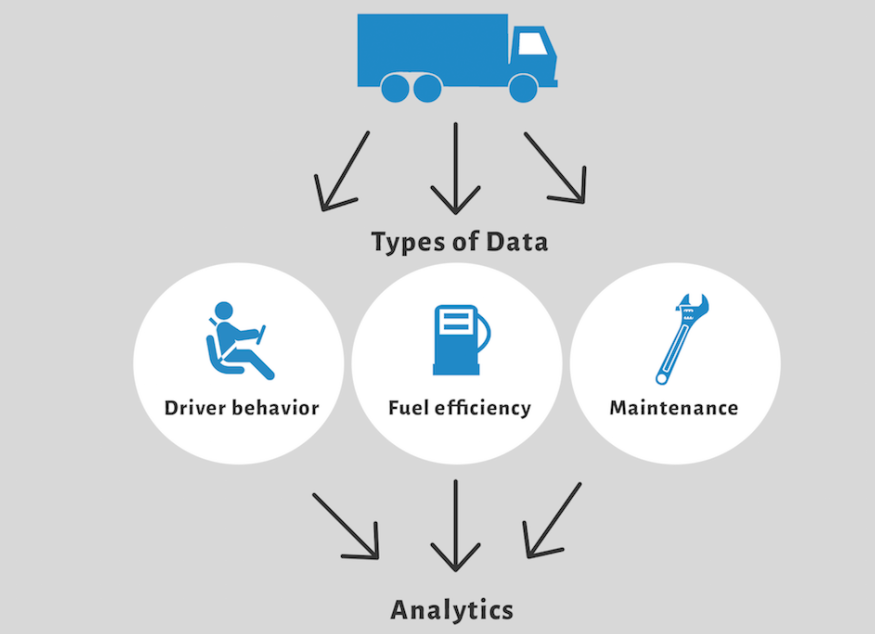 Types of Data
Driver behavior
Fuel efficiency
Maintenance
Analytics